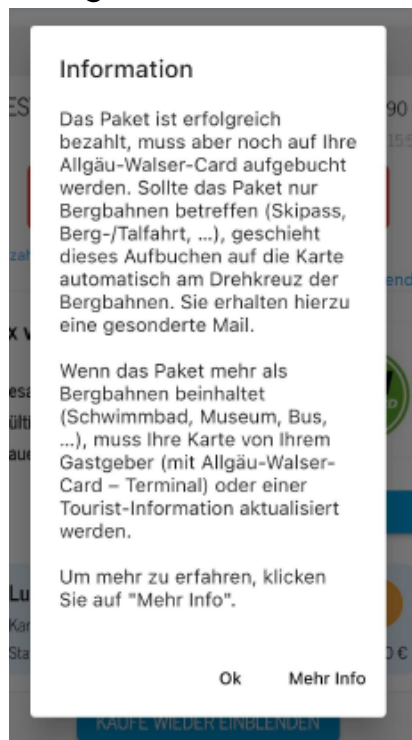 Information
Das Paket ist erfolgreich
bezahlt, muss aber noch auf Ihre
Allgäu-Walser-Card aufgebucht
werden. Sollte das Paket nur
Bergbahnen betreffen (Skipass,
Berg-/Talfahrt, ...), geschieht
dieses Aufbuchen auf die Karte
automatisch am Drehkreuz der
Bergbahnen. Sie erhalten hierzu
eine gesonderte Mail.
Wenn das Paket mehr als
Bergbahnen beinhaltet
(Schwimmbad, Museum, Bus,
...), muss Ihre Karte von Ihrem
Gastgeber (mit Allgäu-Walser-
Card – Terminal) oder einer
Tourist-Information aktualisiert
werden.
Um mehr zu erfahren, klicken
Sie auf "Mehr Info".
Ok Mehr Info
KÄUFE WIEDER EINBLENDEN